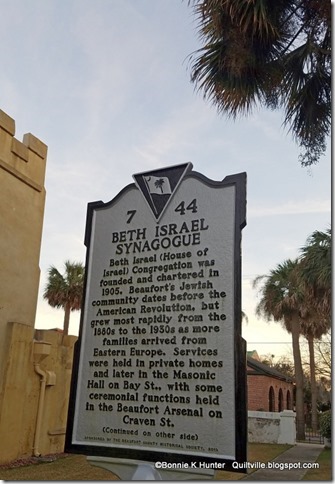 7 44
BETH ISRAEL
SYNAGOGUE
Beth Israel (House of
Israel) Congregation was
founded and chartered in
1905. Beaufort's Jewish
community dates before the
American Revolution, but
grew most rapidly from the
1880s to the 1930s as more
families arrived from
Eastern Europe. Services
were held in private homes
and later in the Masonic
Hall on Bay St., with some
ceremonial functions held
in the Beaufort Arsenal on
Craven St.
(Continued on other side)
©Bonnie K Hunter Quiltville.blogspot.com